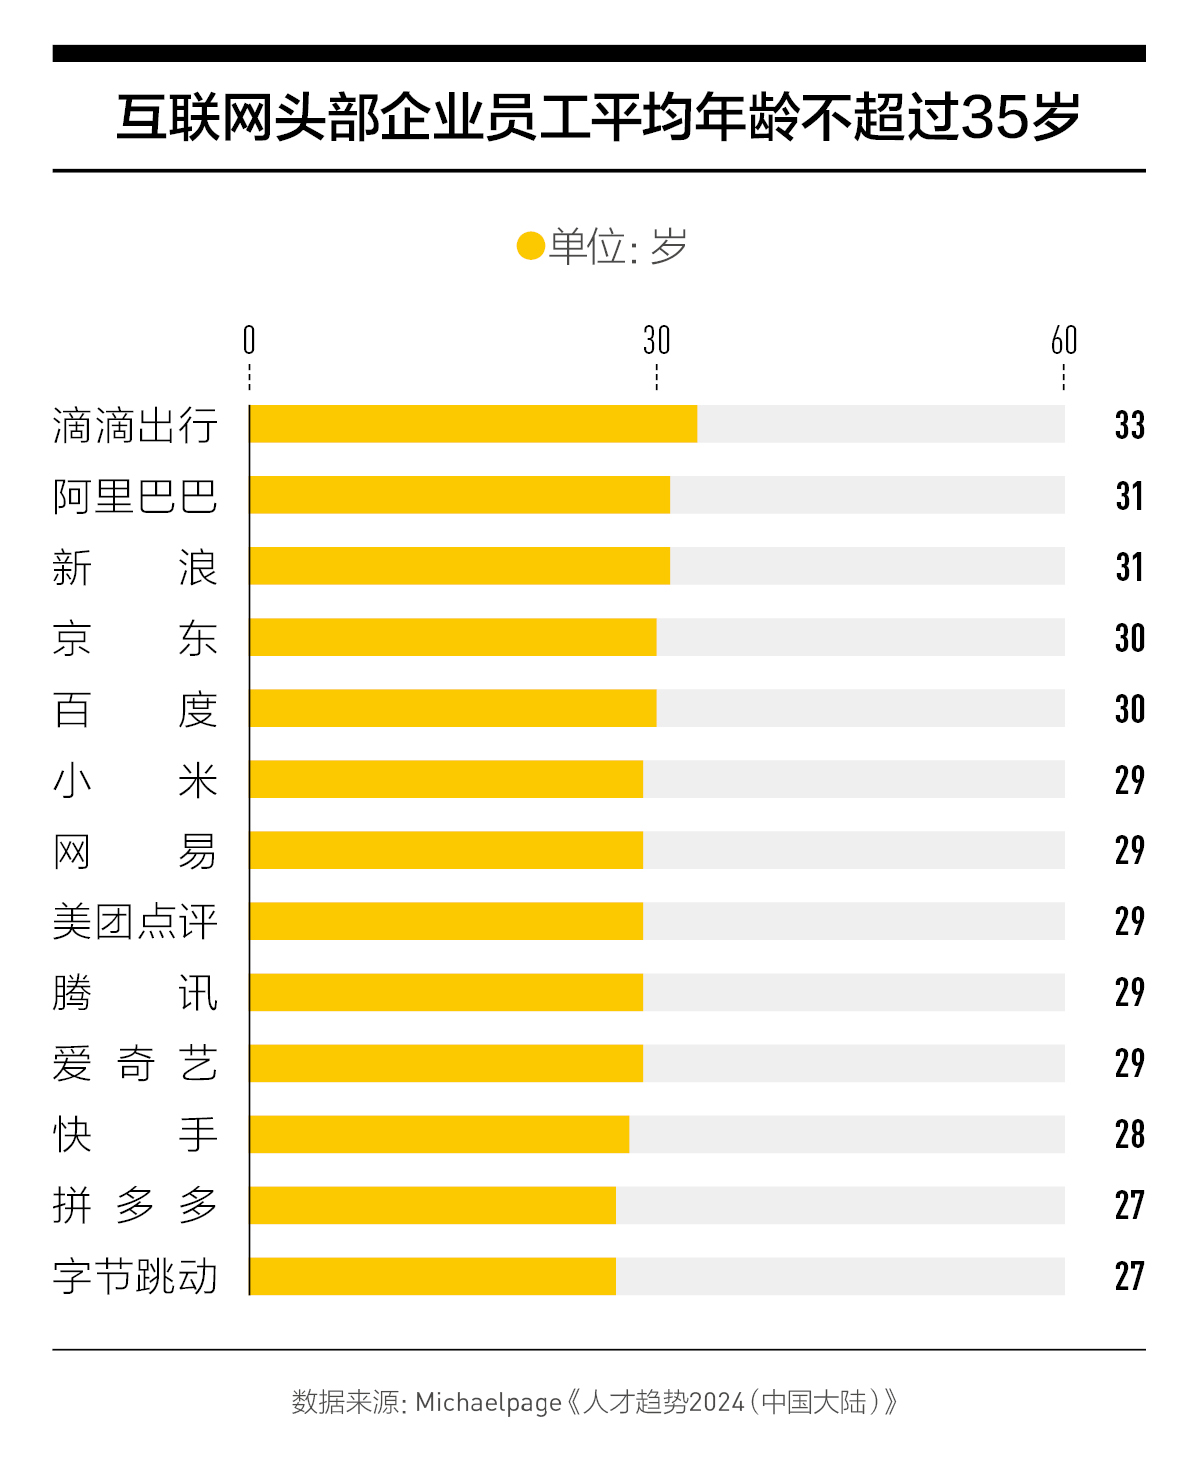 互联网头部企业员工平均年龄不超过35岁
单位：岁
0 30 60
滴滴出行 33
阿里巴巴 31
新浪 31
京东 30
百度 30
小米 29
网易 29
美团点评 29
腾讯 29
爱奇艺 29
快手 28
拼多多 27
字节跳动 27
数据来源：Michaelpage《人才趋势2024（中国大陆）》